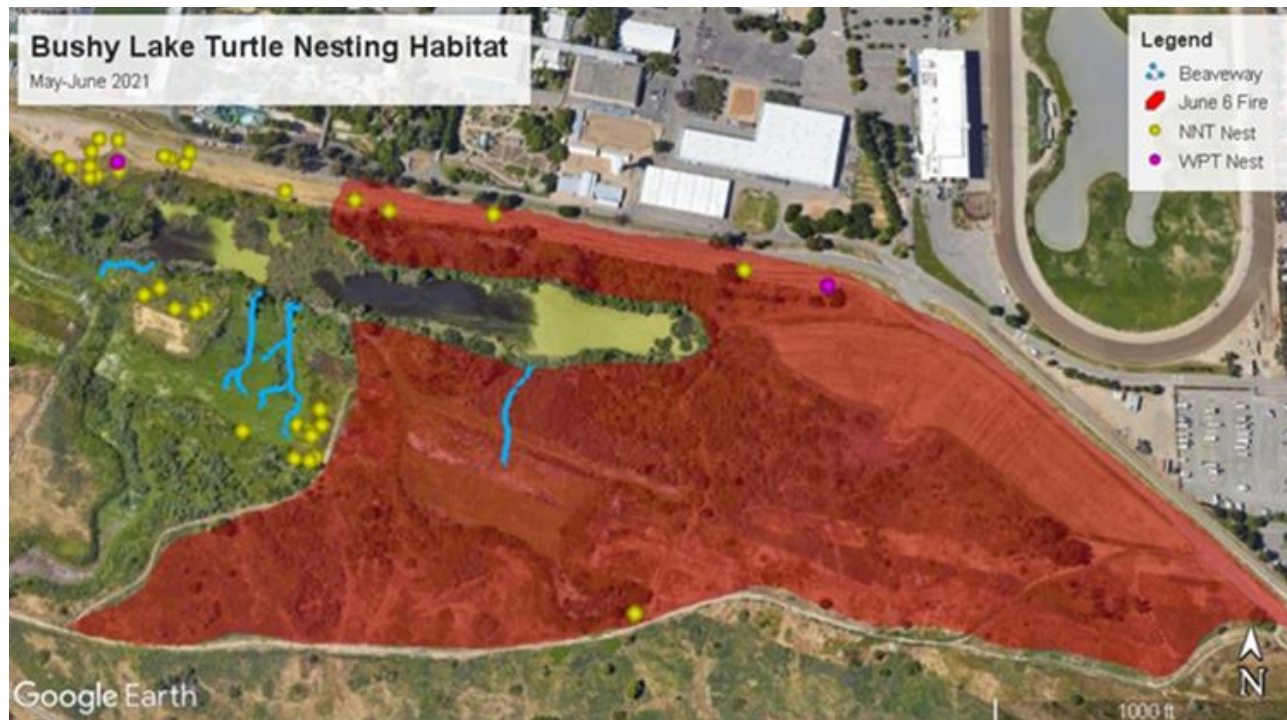 Bushy Lake Turtle Nesting Habitat
May-June 2021
Legend
Beaveway
June 6 Fire
NNT Nest
WPT Nest
N
Google Earth
1000 ft